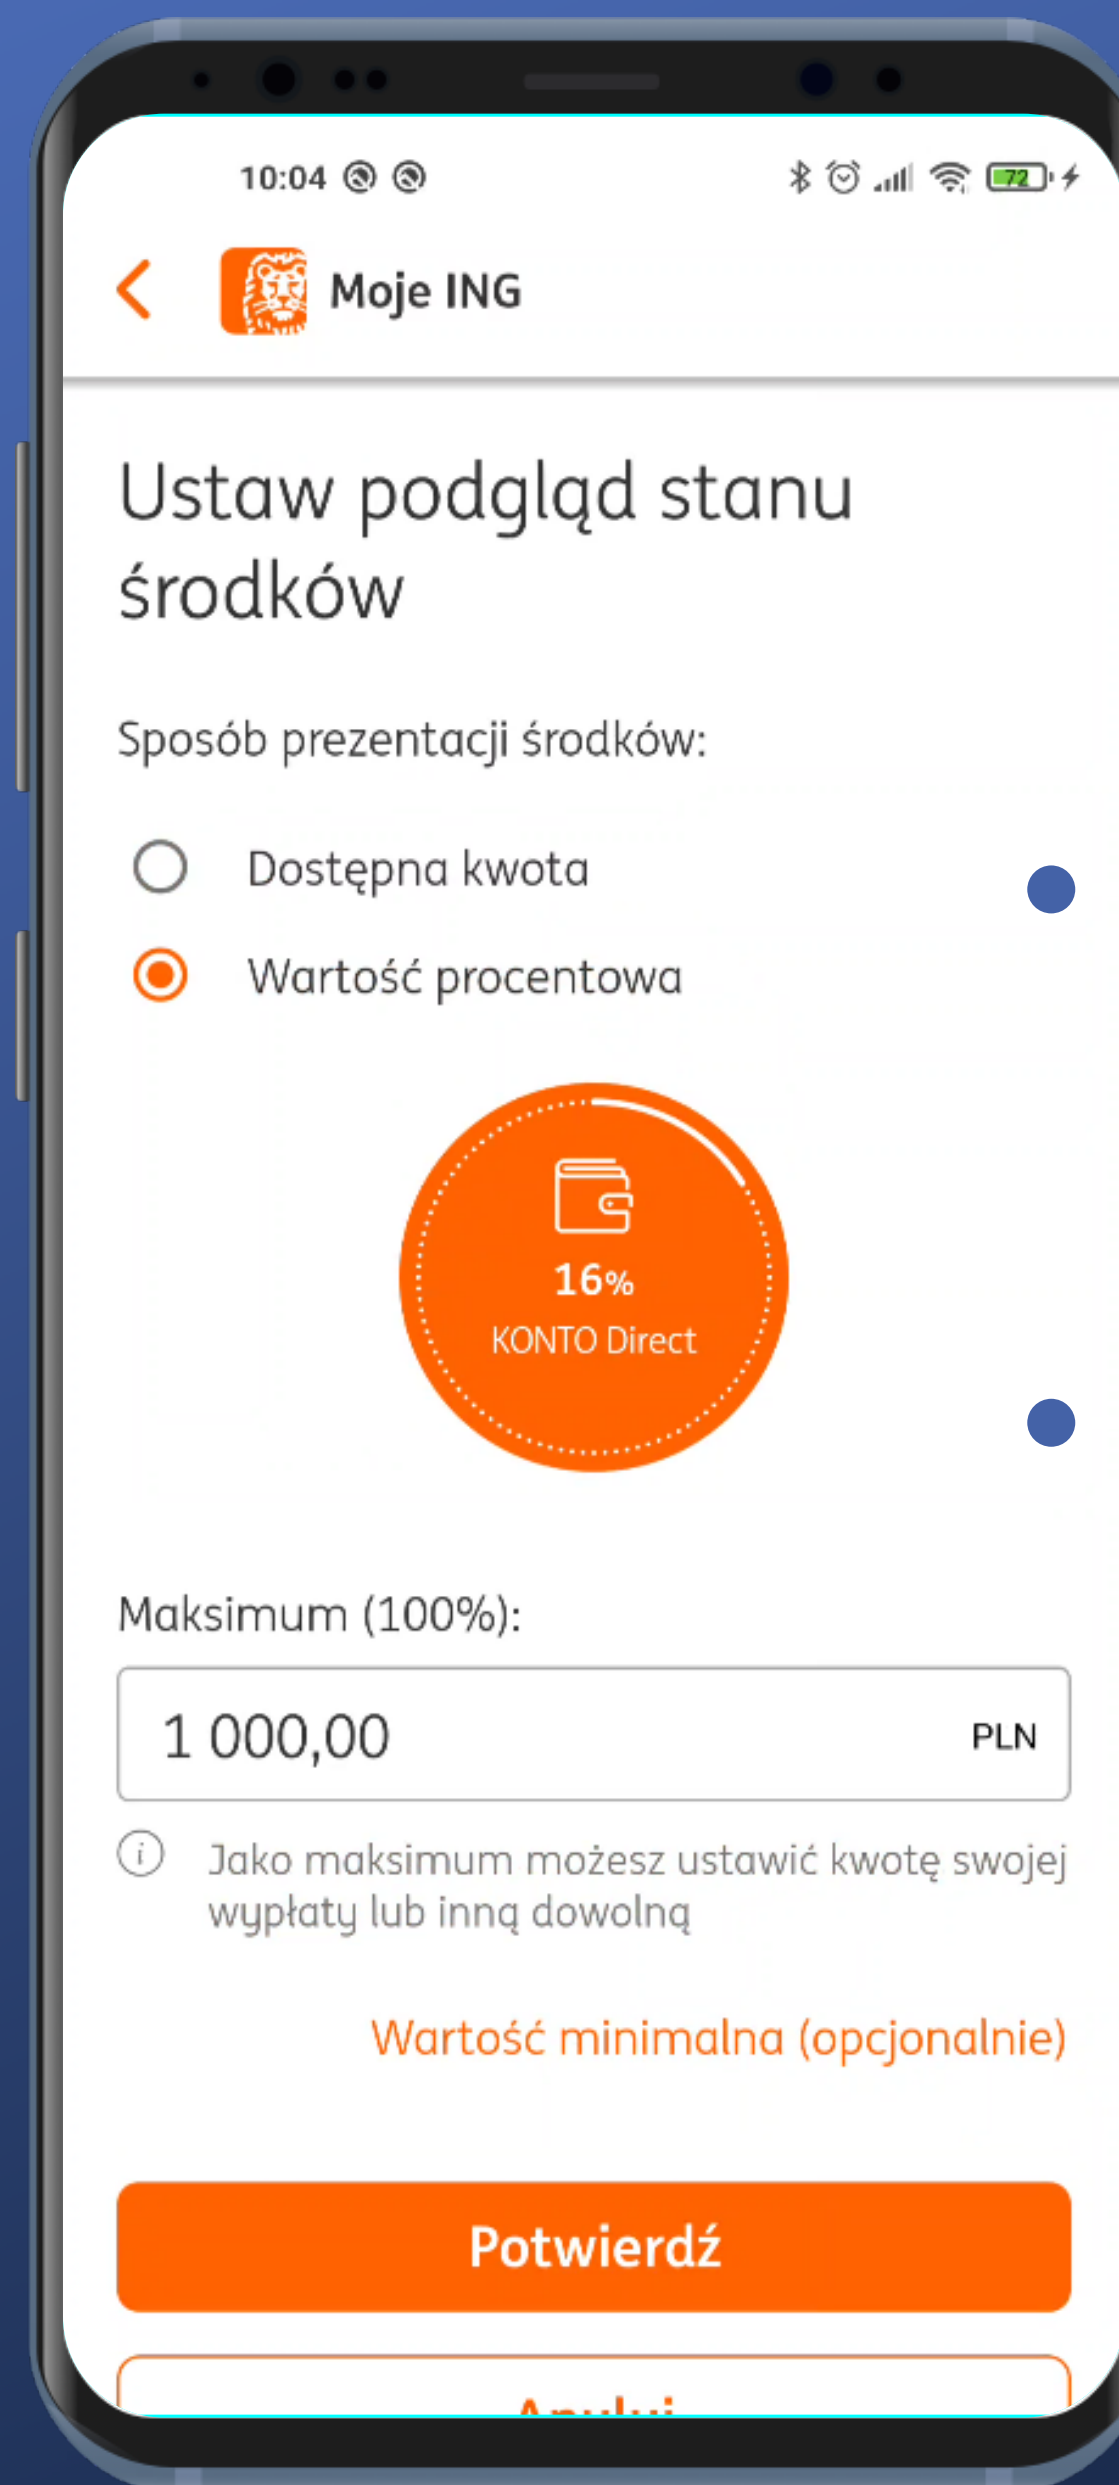 10:04
72
Moje ING
Ustaw podgląd stanu
środków
Sposób prezentacji środków:
Dostępna kwota
Wartość procentowa
16%
KONTO Direct
Maksimum (100%):
1 000,00 PLN
Jako maksimum możesz ustawić kwotę swojej
wypłaty lub inną dowolną
Wartość minimalna (opcjonalnie)
Potwierdź
Anuluj